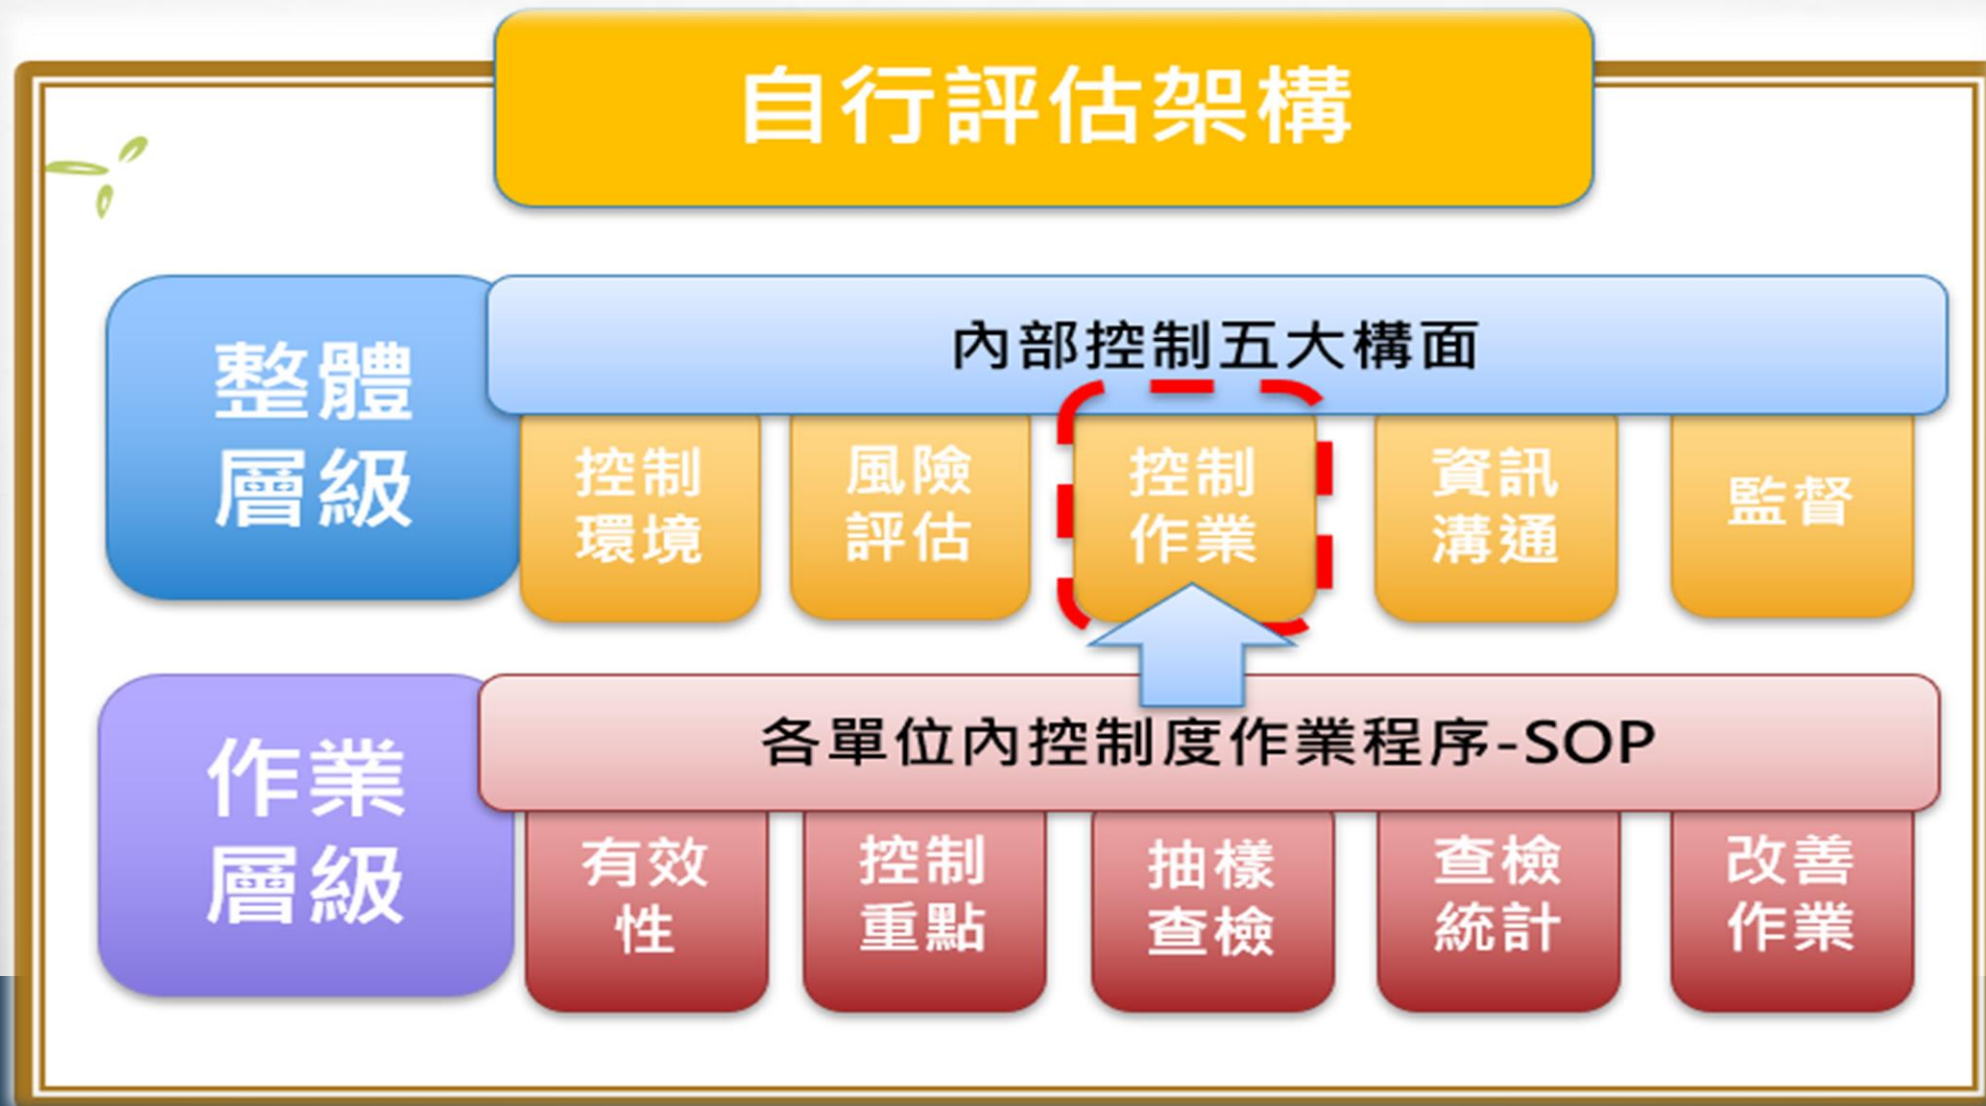 自行評估架構
整體
層級
內部控制五大構面
控制
環境
風險
評估
控制
作業
資訊
溝通
監督
作業
層級
各單位內控制度作業程序-SOP
有效
性
控制
重點
抽樣
查檢
查檢
統計
改善
作業